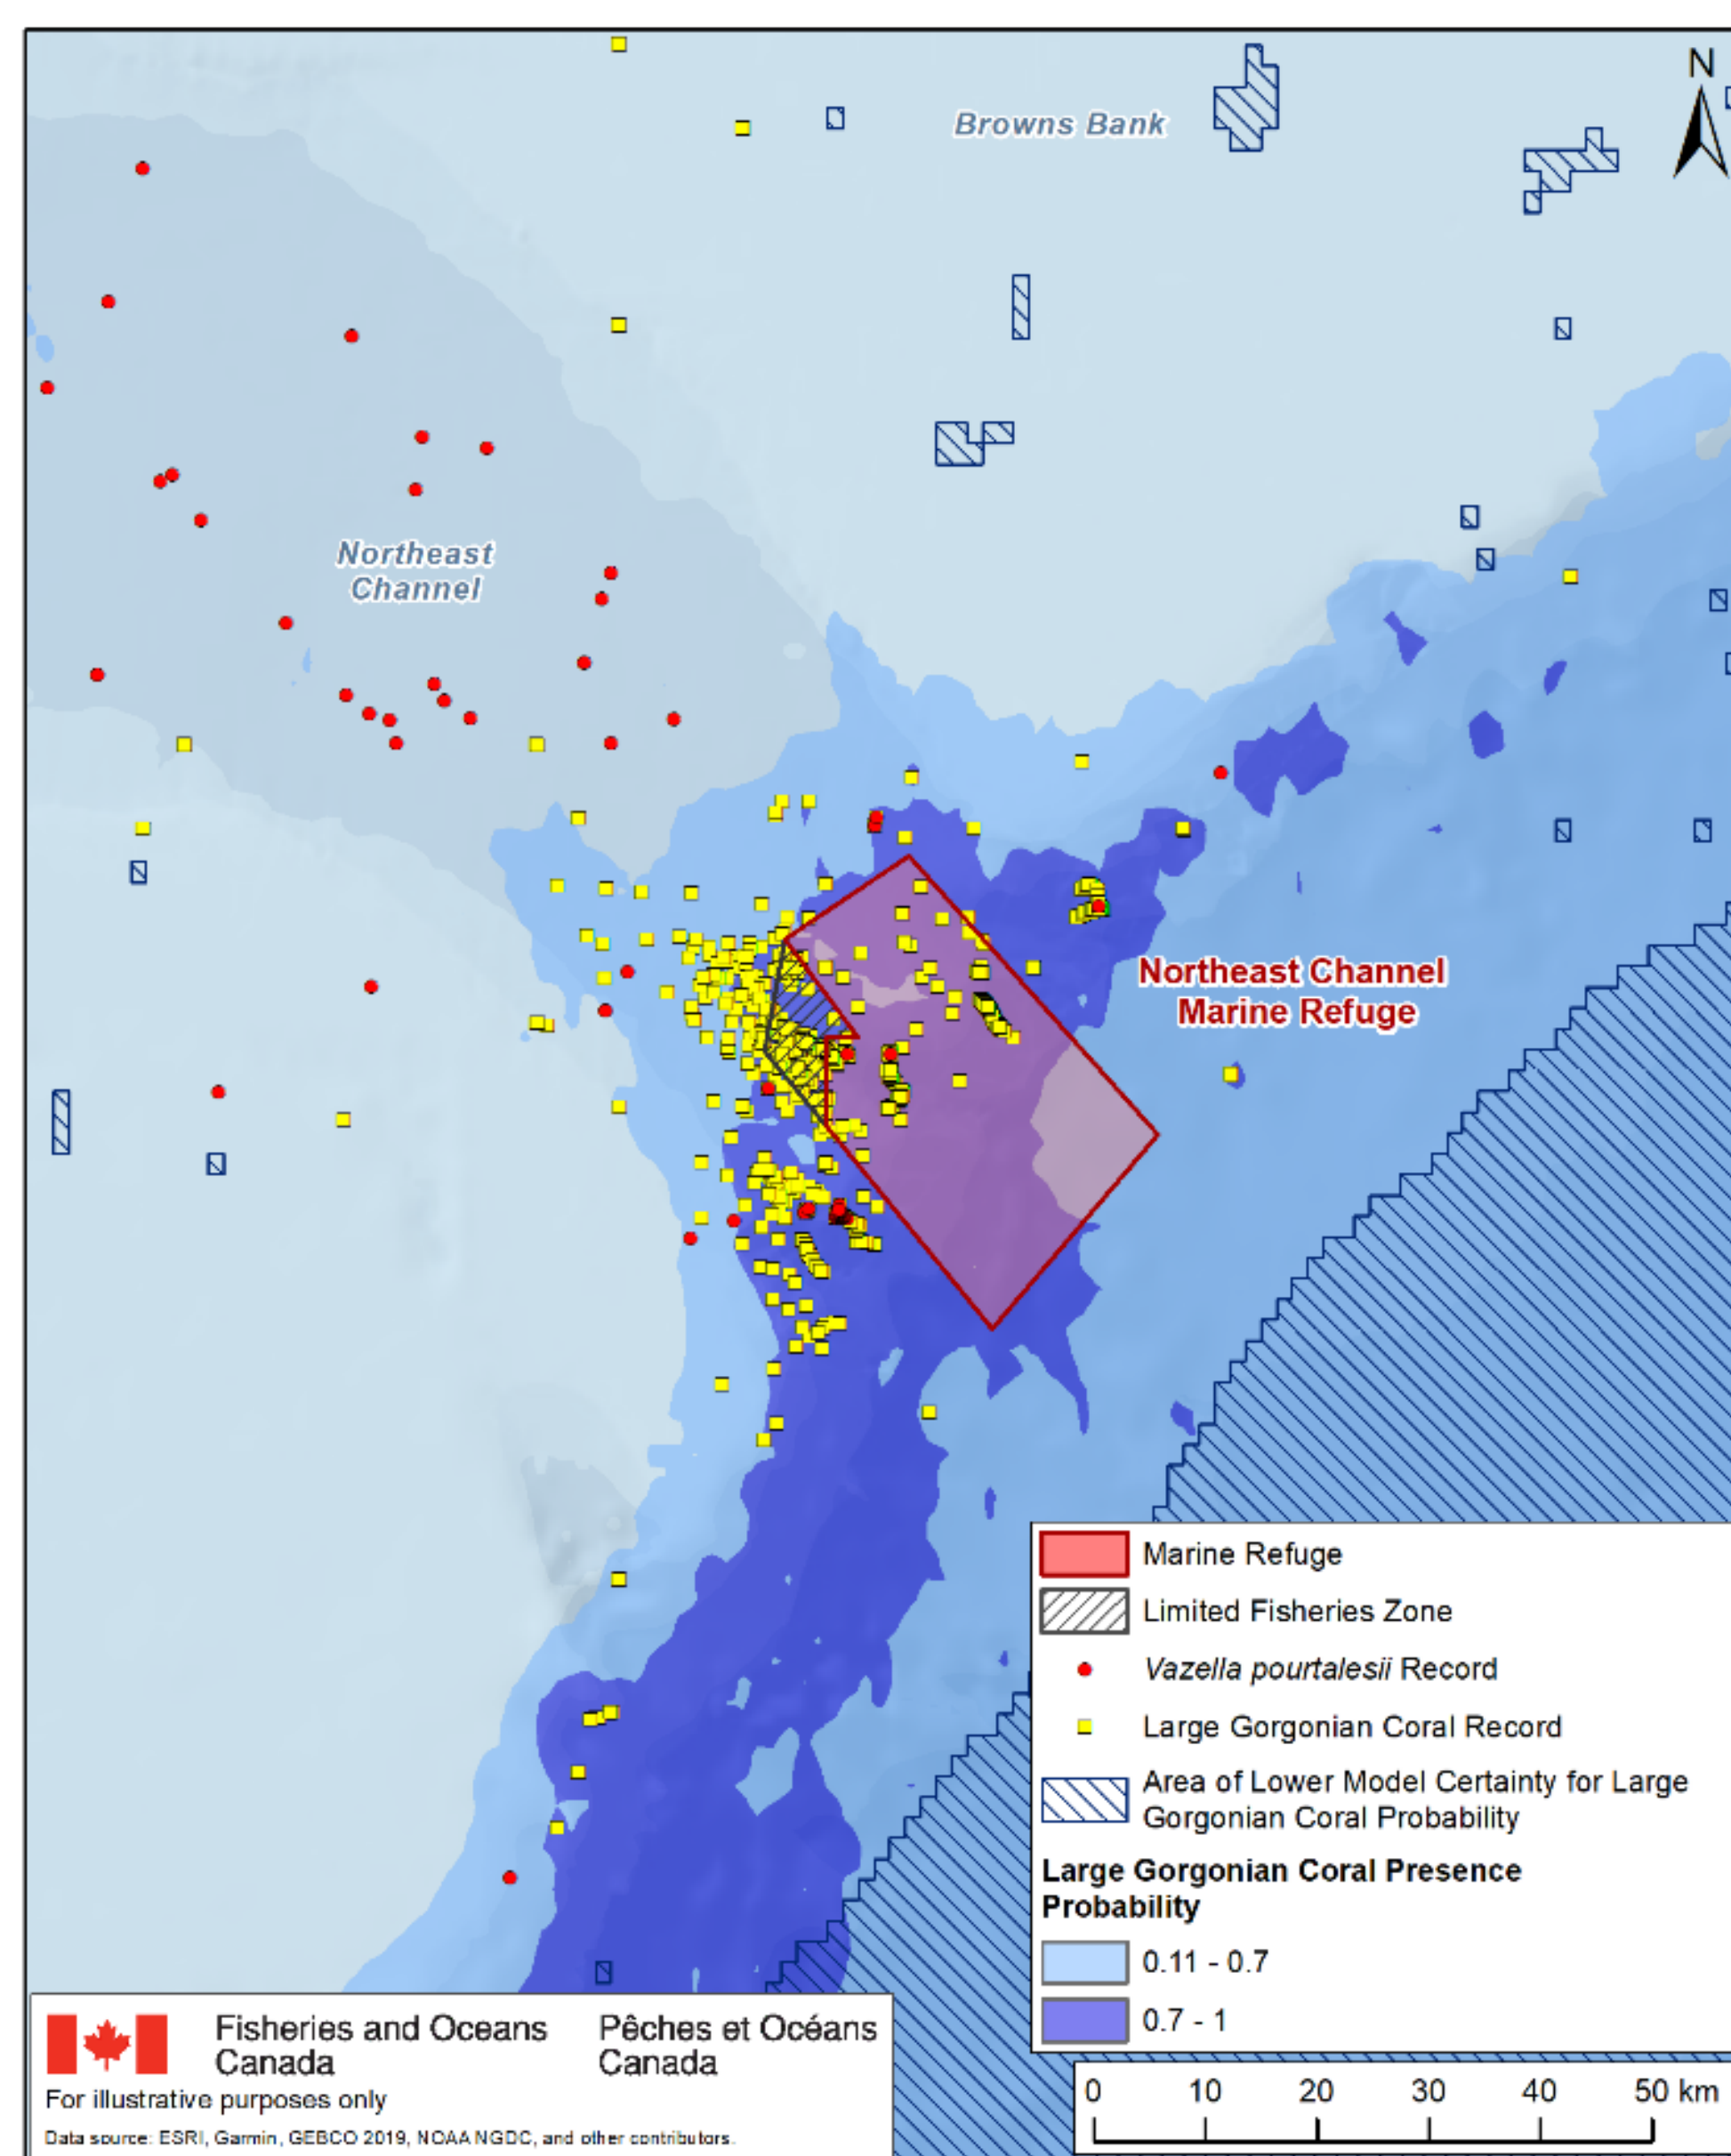 N
Browns Bank
Northeast
Channel
Northeast Channel
Marine Refuge
Marine Refuge
Limited Fisheries Zone
Vazella pourtalesii Record
Large Gorgonian Coral Record
Area of Lower Model Certainty for Large
Gorgonian Coral Probability
Large Gorgonian Coral Presence
Probability
0.11 - 0.7
0.7 - 1
Fisheries and Oceans
Canada
Pêches et Océans
Canada
For illustrative purposes only
Data source: ESRI, Garmin, GEBCO 2019, NOAA NGDC, and other contributors.
0 10 20 30 40 50 km